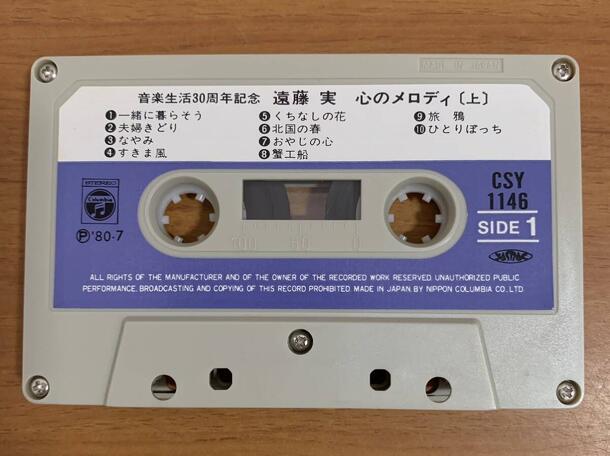 MADE IN JAPAN
音楽生活30周年記念 遠藤 実 心のメロディ〔上〕
❶一緒に暮らそう
❷夫婦きどり
❸なやみ
❹すきま風
❺くちなしの花
❻北国の春
❼おやじの心
❽蟹工船
❾旅 鴉
❿ひとりぼっち
STEREO
Columbia
Ⓟ'80-7
CSY
1146
SIDE 1
100 50 0
ALL RIGHTS OF THE MANUFACTURER AND OF THE OWNER OF THE RECORDED WORK RESERVED. UNAUTHORIZED PUBLIC
PERFORMANCE, BROADCASTING AND COPYING OF THIS RECORD PROHIBITED. MADE IN JAPAN. BY NIPPON COLUMBIA CO., LTD.